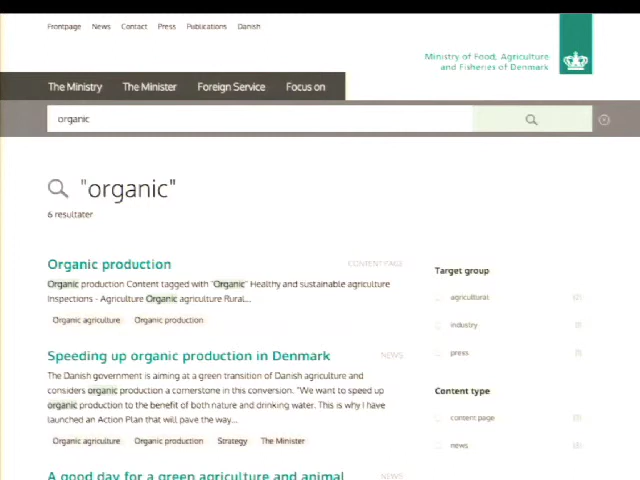 Frontpage News Contact Press Publications Danish
Ministry of Food, Agriculture
and Fisheries of Denmark
The Ministry The Minister Foreign Service Focus on
organic
"organic"
6 resultater
Organic production CONTENT PAGE
Organic production Content tagged with "Organic" Healthy and sustainable agriculture
Inspections - Agriculture Organic agriculture Rural...
Organic agriculture Organic production
Speeding up organic production in Denmark NEWS
The Danish government is aiming at a green transition of Danish agriculture and
considers organic production a cornerstone in this conversion. "We want to speed up
organic production to the benefit of both nature and drinking water. This is why I have
launched an Action Plan that will pave the way...
Organic agriculture Organic production Strategy The Minister
A good day for a green agriculture and animal NEWS
Target group
agricultural
industry
press
Content type
content page
news